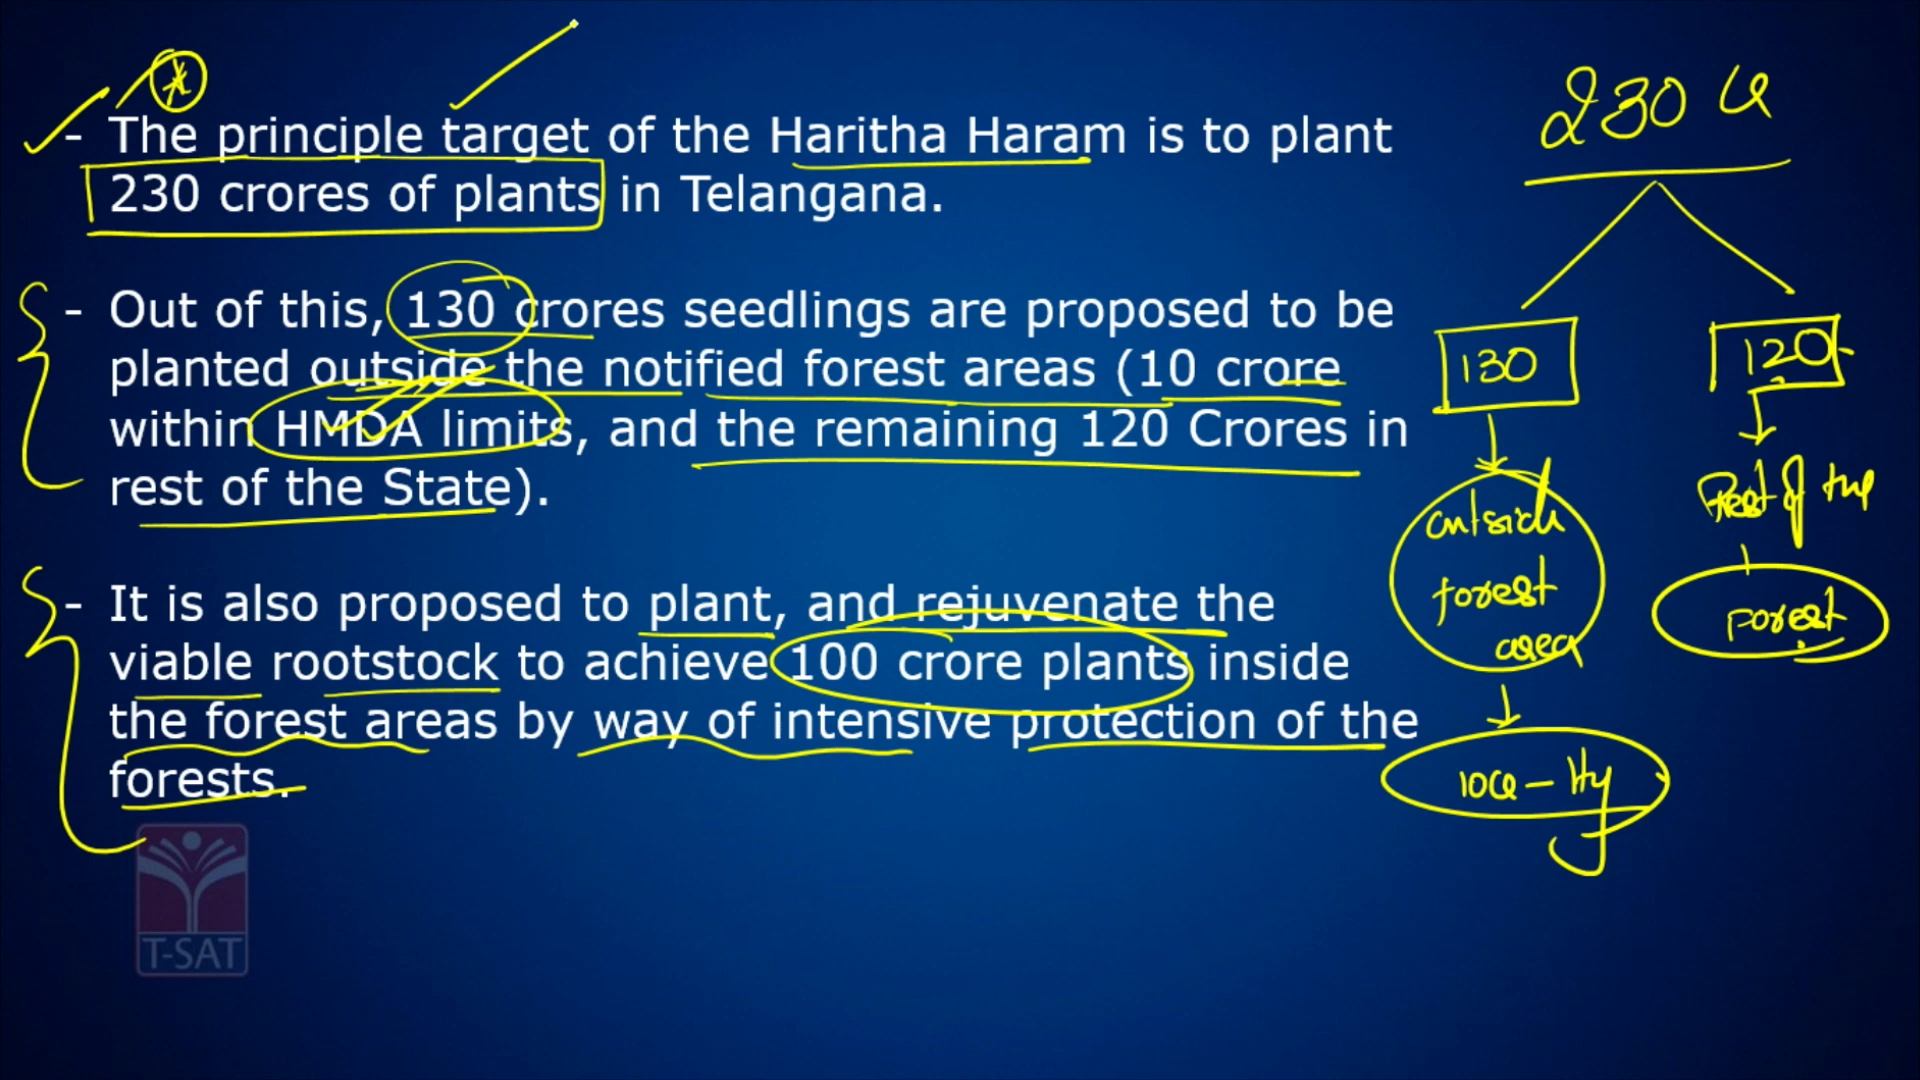 - The principle target of the Haritha Haram is to plant
230 crores of plants in Telangana.
- Out of this, 130 crores seedlings are proposed to be
planted outside the notified forest areas (10 crore
within HMDA limits, and the remaining 120 Crores in
rest of the State).
- It is also proposed to plant, and rejuvenate the
viable rootstock to achieve 100 crore plants inside
the forest areas by way of intensive protection of the
forests.
T-SAT
230 Cr
130
outside
forest
area
10Cr - Hy
120
Rest of the
Forest